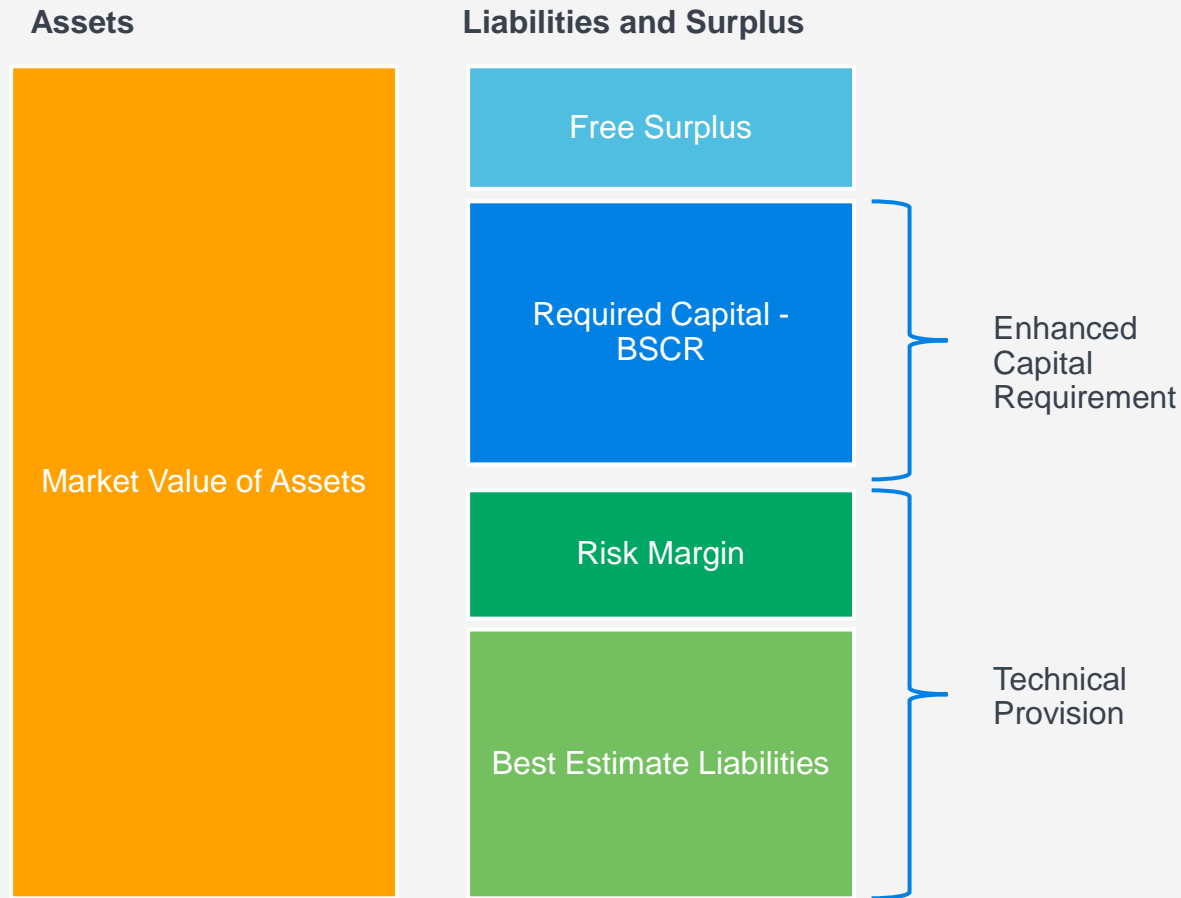 Assets
Liabilities and Surplus
Free Surplus
Required Capital -
BSCR
Enhanced
Capital
Requirement
Market Value of Assets
Risk Margin
Technical
Provision
Best Estimate Liabilities